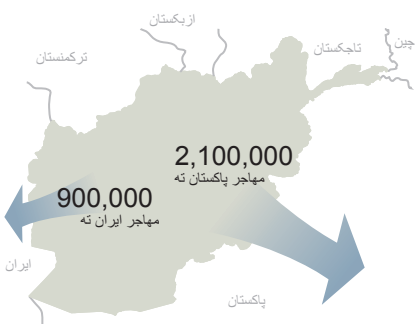 ازبکستان
ترکمنستان
تاجکستان
چین
2,100,000
مهاجر پاکستان ته
900,000
مهاجر ایران ته
ایران
پاکستان